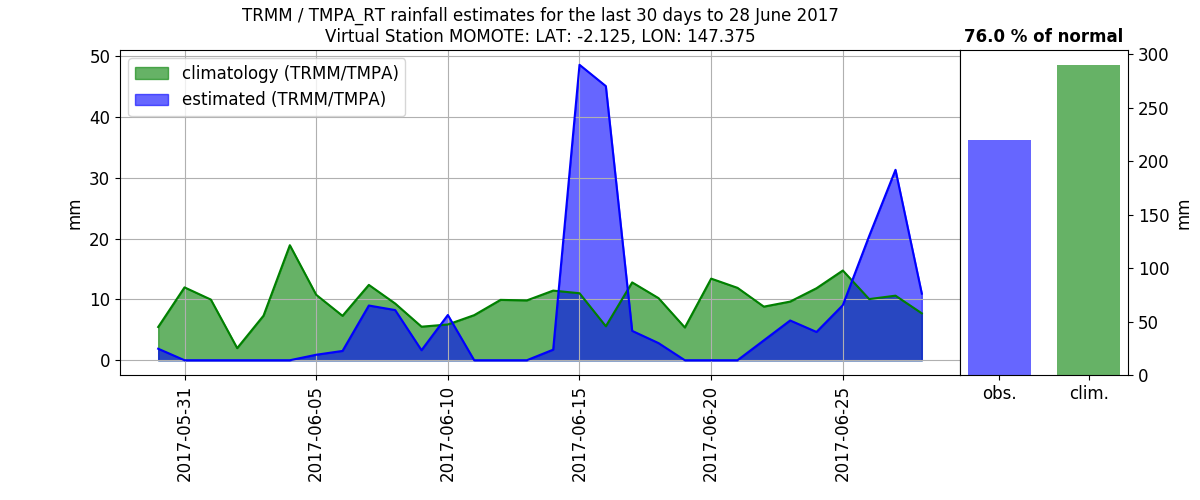 TRMM / TMPA_RT rainfall estimates for the last 30 days to 28 June 2017
Virtual Station MOMOTE: LAT: -2.125, LON: 147.375
76.0 % of normal
climatology (TRMM/TMPA)
estimated (TRMM/TMPA)
50
40
30
20
10
0
mm
2017-05-31
2017-06-05
2017-06-10
2017-06-15
2017-06-20
2017-06-25
300
250
200
150
100
50
0
mm
obs.
clim.